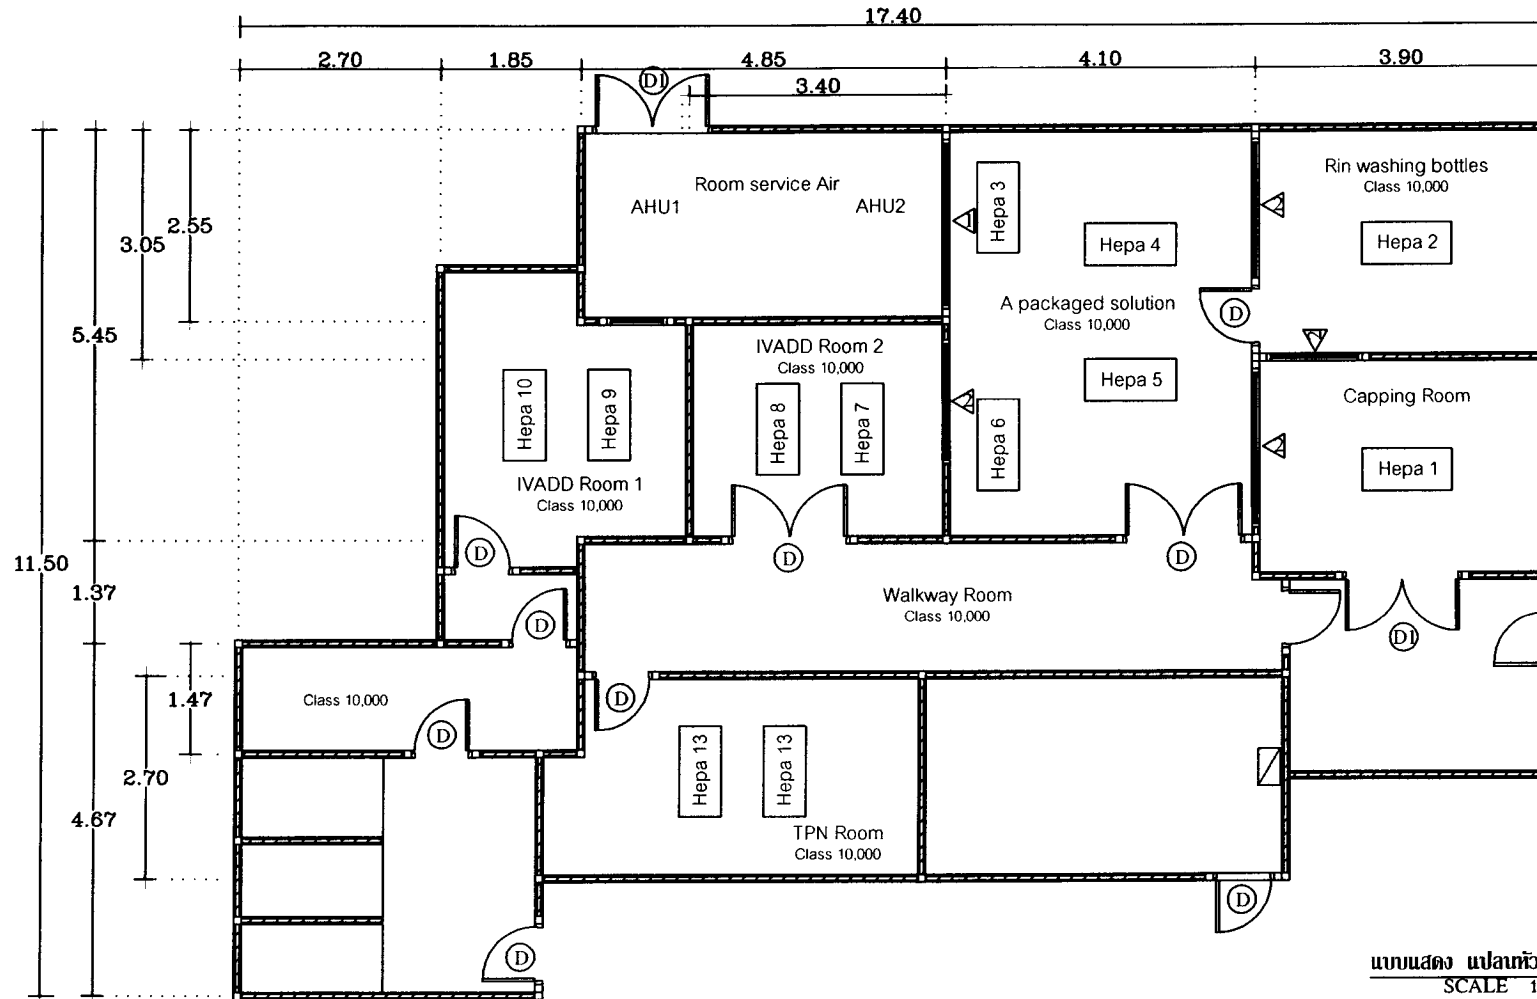 17.40
2.70
1.85
4.85
4.10
3.90
D1
3.40
2.55
3.05
5.45
11.50
1.37
1.47
2.70
4.67
Room service Air
AHU1
AHU2
1
Hepa 3
Hepa 4
A packaged solution
Class 10,000
D
Hepa 5
2
Hepa 6
Rin washing bottles
Class 10,000
2
Hepa 2
2
Capping Room
2
Hepa 1
IVADD Room 2
Class 10,000
Hepa 8
Hepa 7
Hepa 10
Hepa 9
IVADD Room 1
Class 10,000
D
D
D
D
Walkway Room
Class 10,000
D1
Class 10,000
D
D
Hepa 13
Hepa 13
TPN Room
Class 10,000
D
D
แบบแสดง
SCALE 1